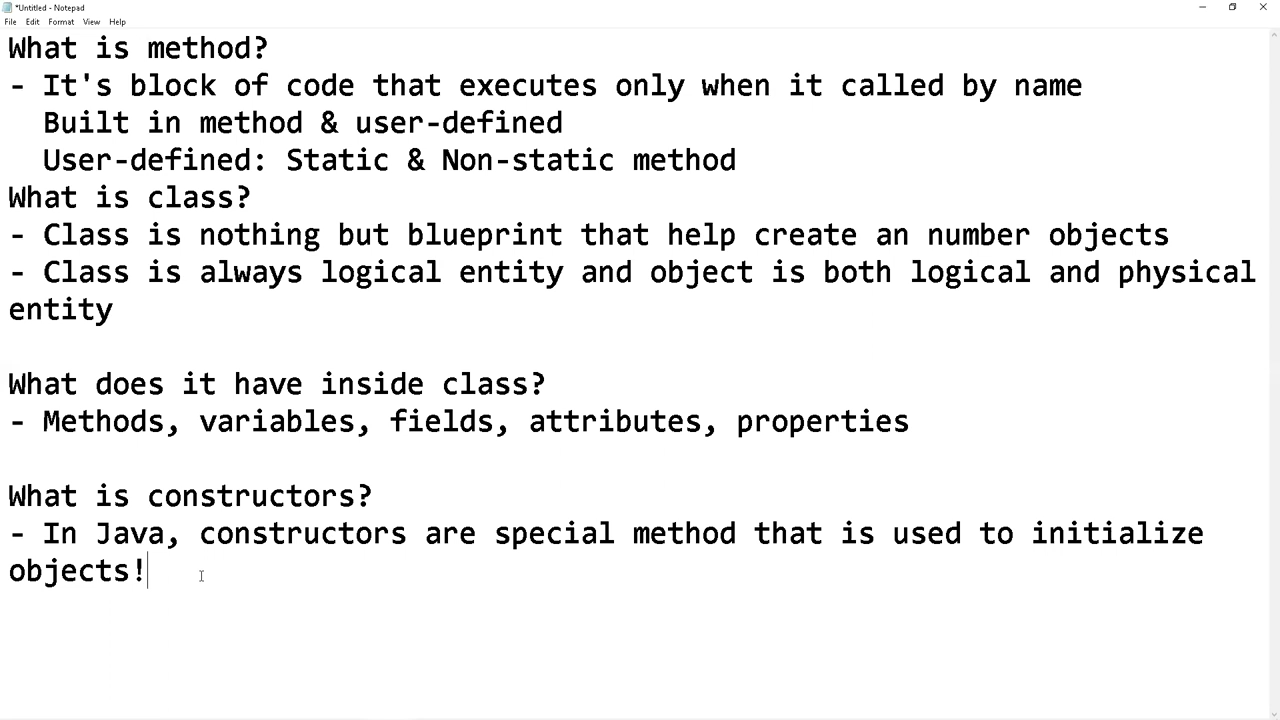 *Untitled - Notepad
File Edit Format View Help
What is method?
- It's block of code that executes only when it called by name
Built in method & user-defined
User-defined: Static & Non-static method
What is class?
- Class is nothing but blueprint that help create an number objects
- Class is always logical entity and object is both logical and physical
entity
What does it have inside class?
- Methods, variables, fields, attributes, properties
What is constructors?
- In Java, constructors are special method that is used to initialize
objects!